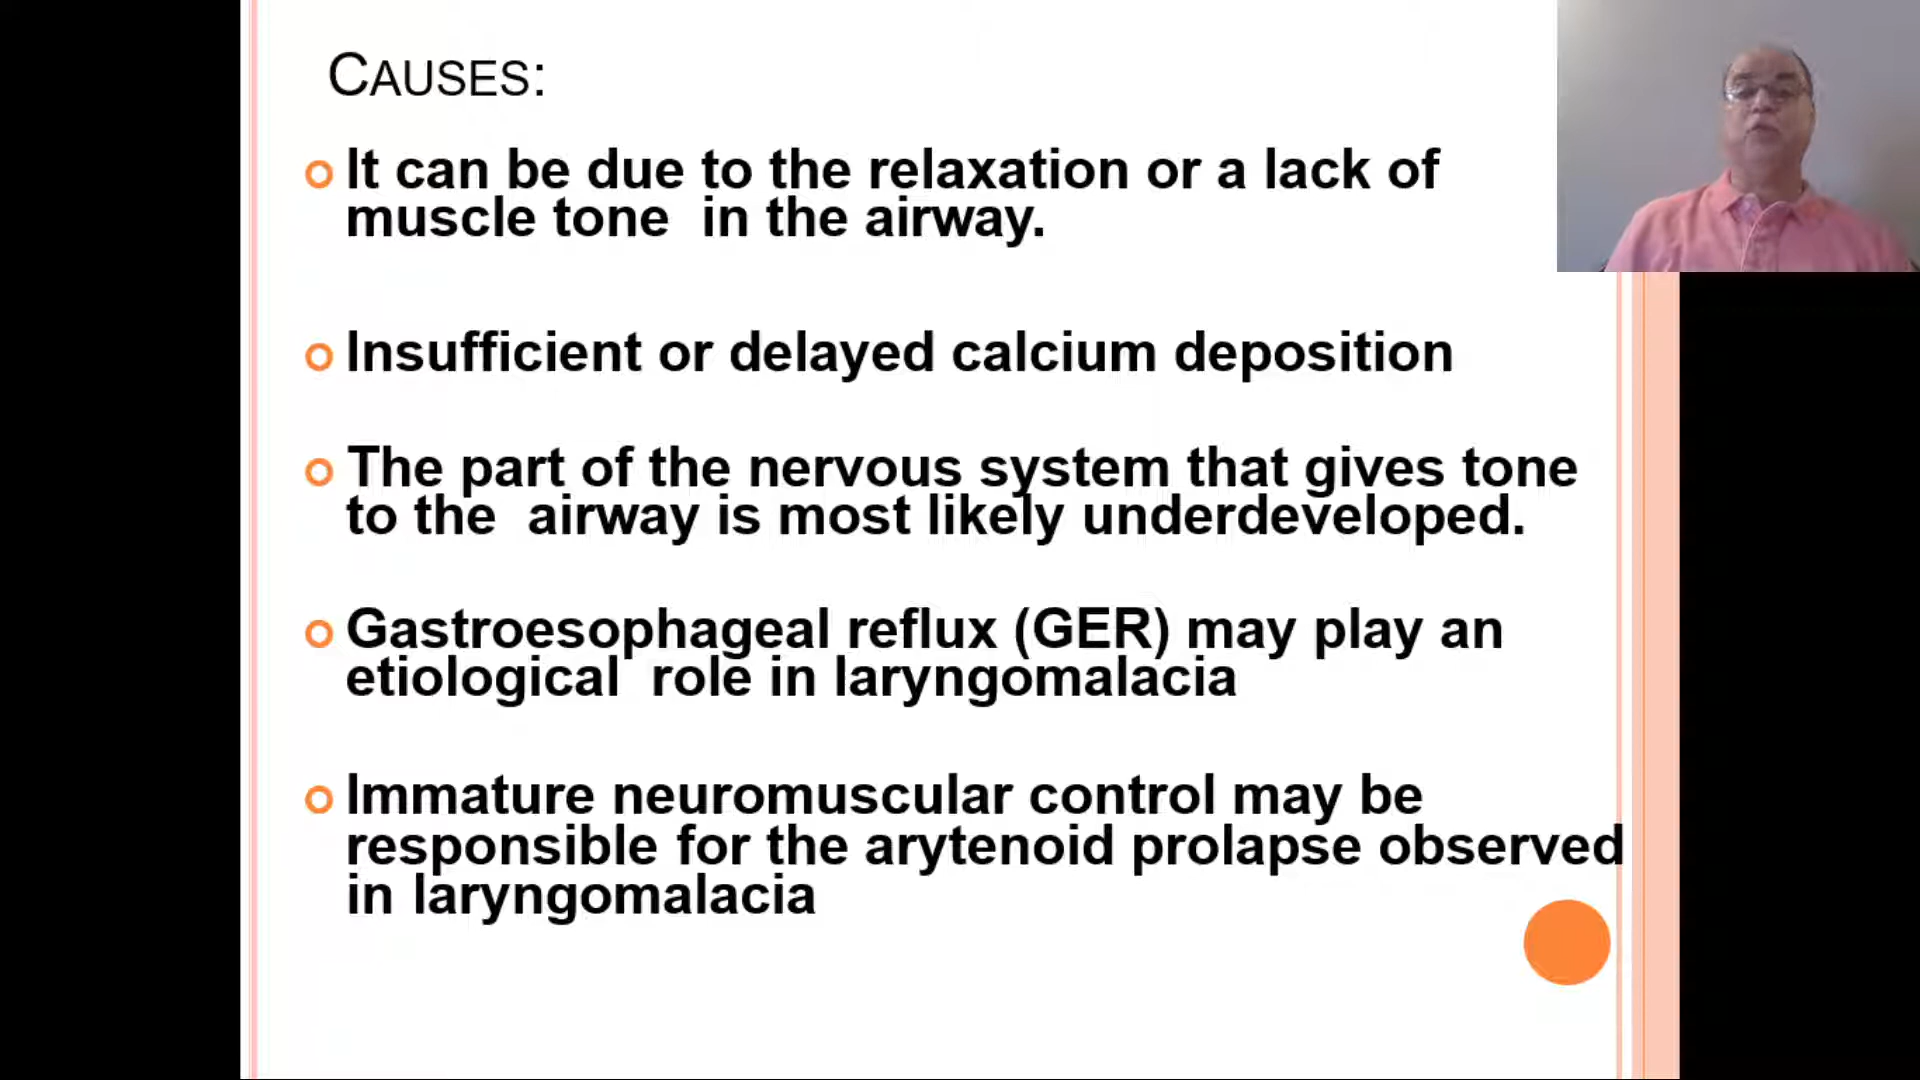 CAUSES:
It can be due to the relaxation or a lack of
muscle tone  in the airway.
Insufficient or delayed calcium deposition
The part of the nervous system that gives tone
to the  airway is most likely underdeveloped.
Gastroesophageal reflux (GER) may play an
etiological  role in laryngomalacia
Immature neuromuscular control may be
responsible for the arytenoid prolapse observed
in laryngomalacia